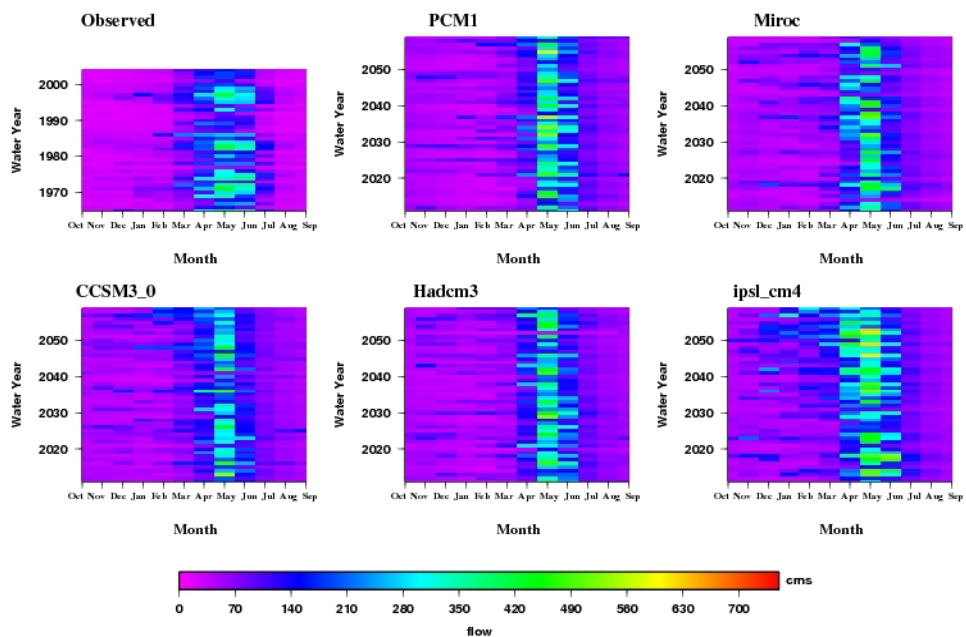 Observed
PCM1
Miroc
Water Year
2000
1990
1980
1970
Oct Nov Dec Jan Feb Mar Apr May Jun Jul Aug Sep
Month
Water Year
2050
2040
2030
2020
Oct Nov Dec Jan Feb Mar Apr May Jun Jul Aug Sep
Month
Water Year
2050
2040
2030
2020
Oct Nov Dec Jan Feb Mar Apr May Jun Jul Aug Sep
Month
CCSM3_0
Hadcm3
ipsl_cm4
Water Year
2050
2040
2030
2020
Oct Nov Dec Jan Feb Mar Apr May Jun Jul Aug Sep
Month
Water Year
2050
2040
2030
2020
Oct Nov Dec Jan Feb Mar Apr May Jun Jul Aug Sep
Month
Water Year
2050
2040
2030
2020
Oct Nov Dec Jan Feb Mar Apr May Jun Jul Aug Sep
Month
cms
0 70 140 210 280 350 420 490 560 630 700
flow